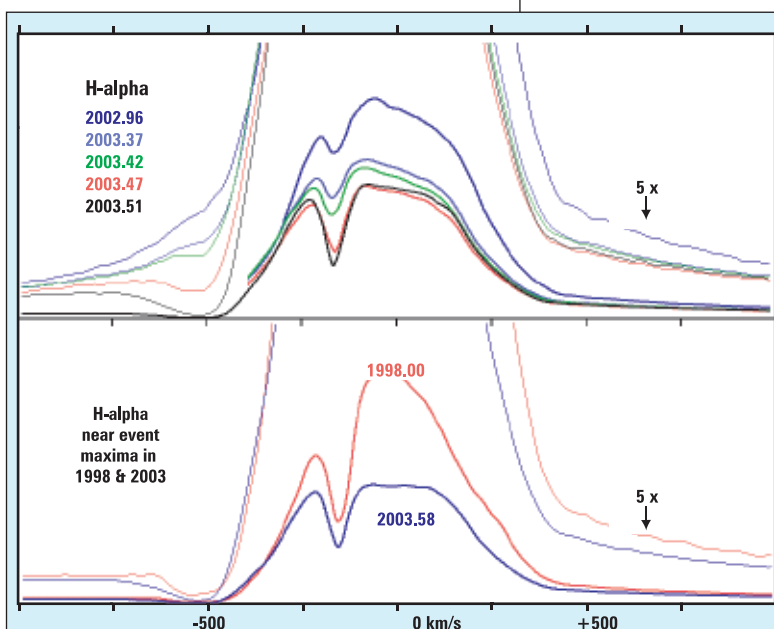 H-alpha
2002.96
2003.37
2003.42
2003.47
2003.51
5 x
1998.00
H-alpha
near event
maxima in
1998 & 2003
5 x
2003.58
-500
0 km/s
+500